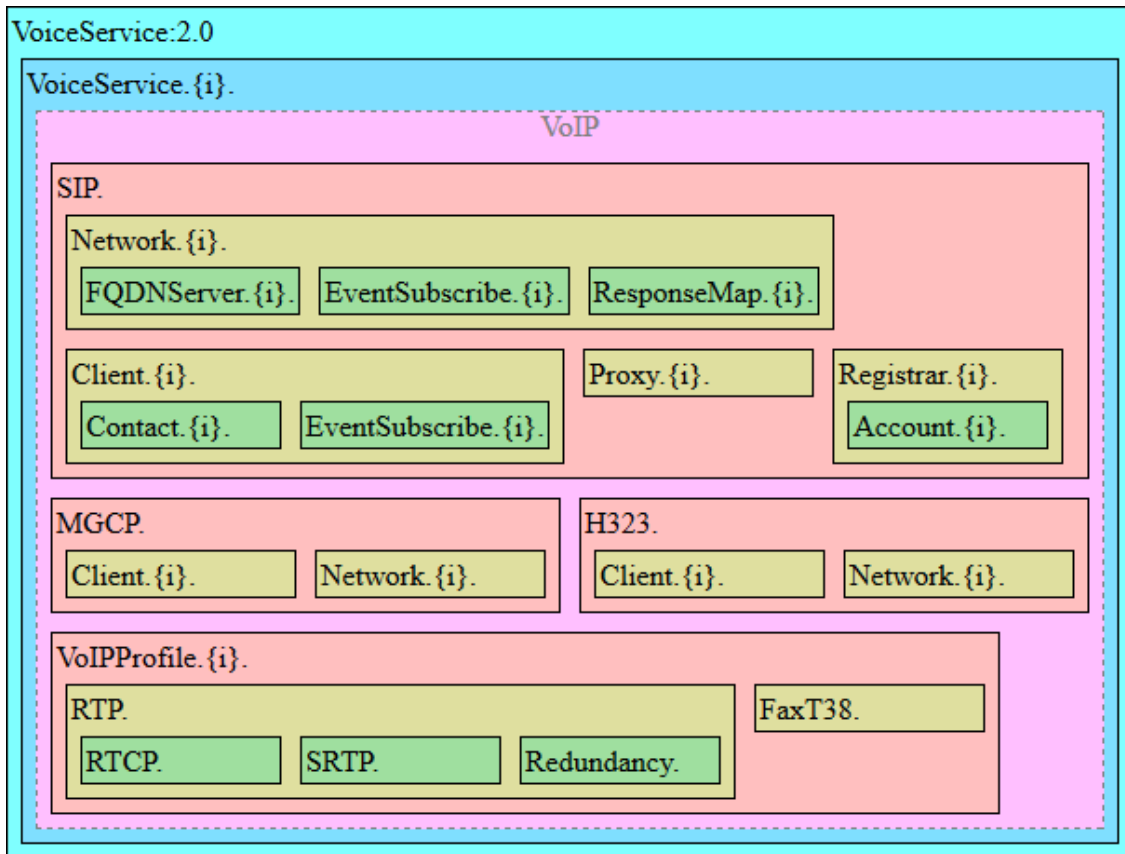 VoiceService:2.0
VoiceService.{i}.
VoIP
SIP.
Network.{i}.
FQDNServer.{i}. EventSubscribe.{i}. ResponseMap.{i}.
Client.{i}. Proxy.{i}. Registrar.{i}.
Contact.{i}. EventSubscribe.{i}. Account.{i}.
MGCP. H323.
Client.{i}. Network.{i}. Client.{i}. Network.{i}.
VoIPProfile.{i}.
RTP. FaxT38.
RTCP. SRTP. Redundancy.